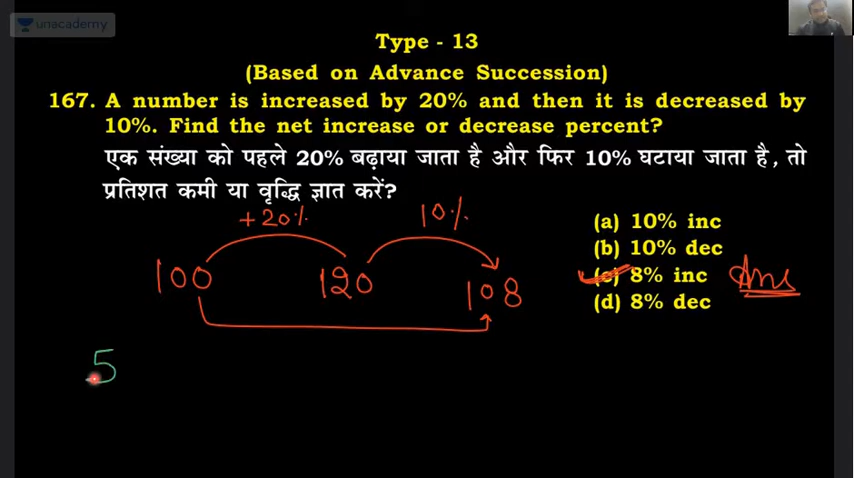 unacademy
Type - 13
(Based on Advance Succession)
167. A number is increased by 20% and then it is decreased by
10%. Find the net increase or decrease percent?
एक संख्या को पहले 20% बढ़ाया जाता है और फिर 10% घटाया जाता है, तो
प्रतिशत कमी या वृद्धि ज्ञात करें?
+20% 10%
100 120 108
(a) 10% inc
(b) 10% dec
(c) 8% inc Ans
(d) 8% dec
5